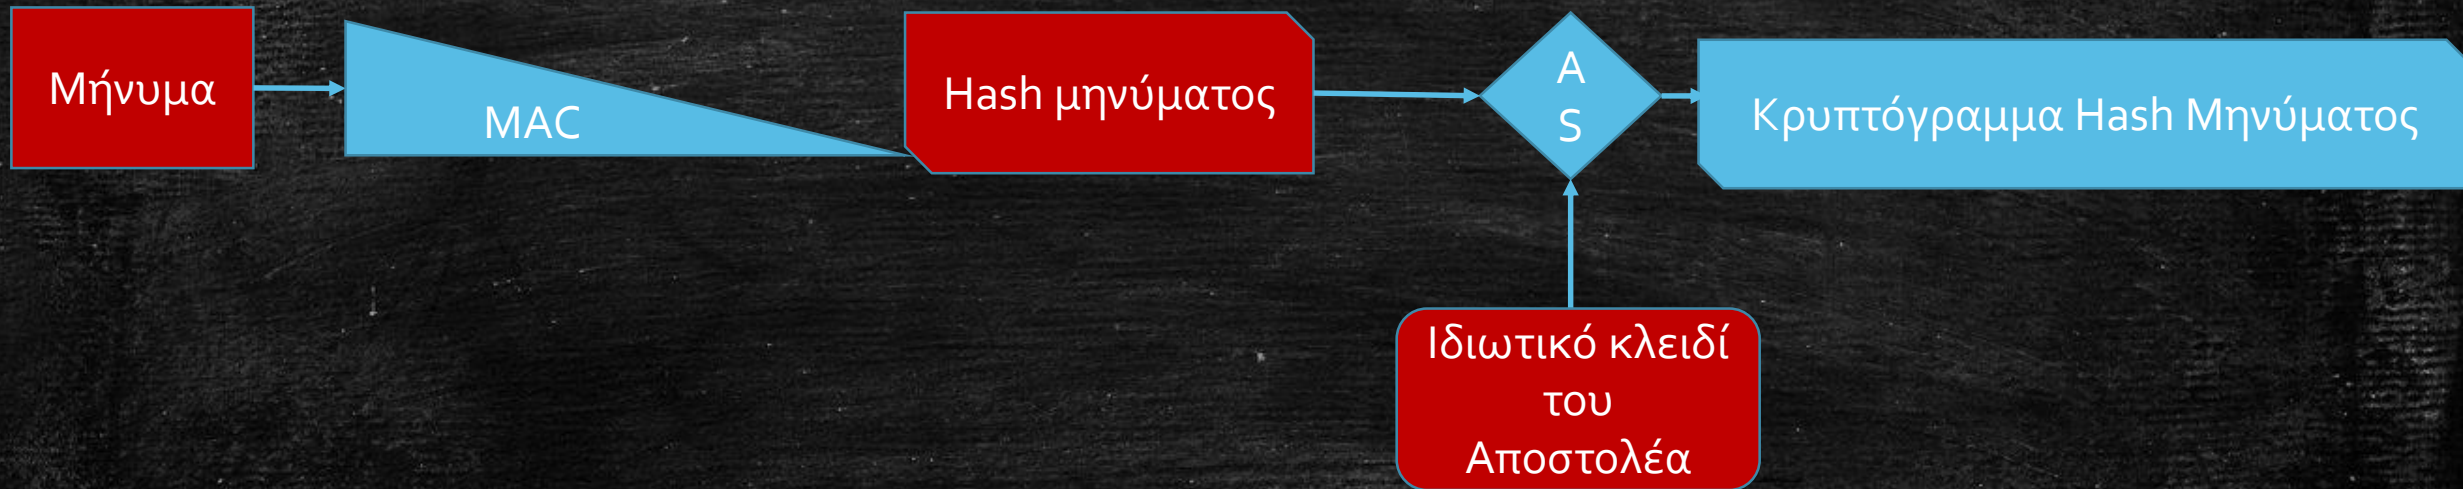 Μήνυμα
MAC
Hash μηνύματος
A
S
Κρυπτόγραμμα Hash Μηνύματος
Ιδιωτικό κλειδί
του
Αποστολέα